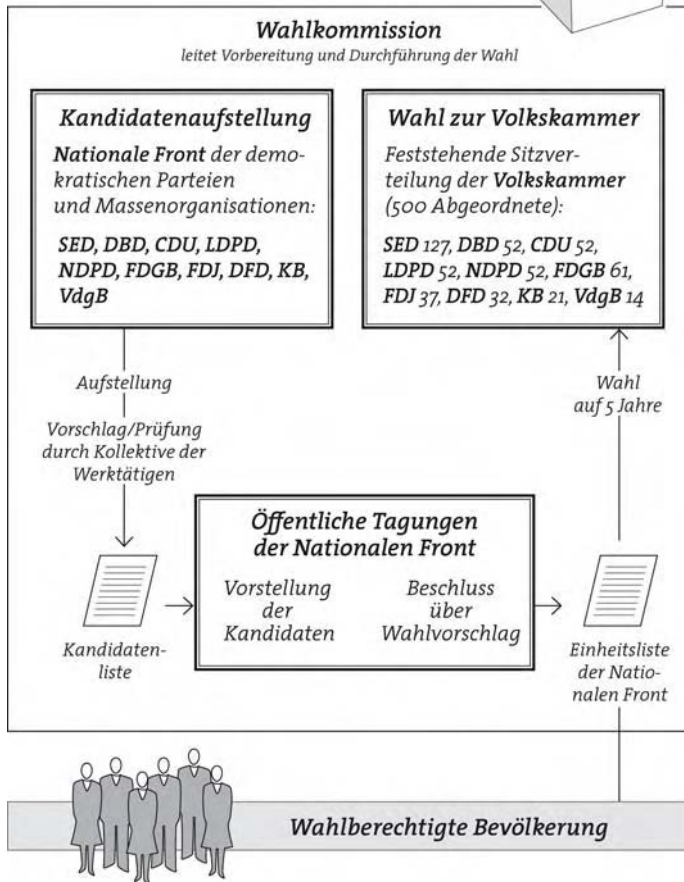 Wahlkommission
leitet Vorbereitung und Durchführung der Wahl
Kandidatenaufstellung
Nationale Front der demo-
kratischen Parteien
und Massenorganisationen:
SED, DBD, CDU, LDPD,
NDPD, FDGB, FDJ, DFD, KB,
VdgB
Wahl zur Volkskammer
Feststehende Sitzver-
teilung der Volkskammer
(500 Abgeordnete):
SED 127, DBD 52, CDU 52,
LDPD 52, NDPD 52, FDGB 61,
FDJ 37, DFD 32, KB 21, VdgB 14
Aufstellung
Vorschlag/Prüfung
durch Kollektive der
Werktätigen
Wahl
auf 5 Jahre
Öffentliche Tagungen
der Nationalen Front
Vorstellung
der
Kandidaten
Beschluss
über
Wahlvorschlag
Kandidaten-
liste
Einheitsliste
der Natio-
nalen Front
Wahlberechtigte Bevölkerung